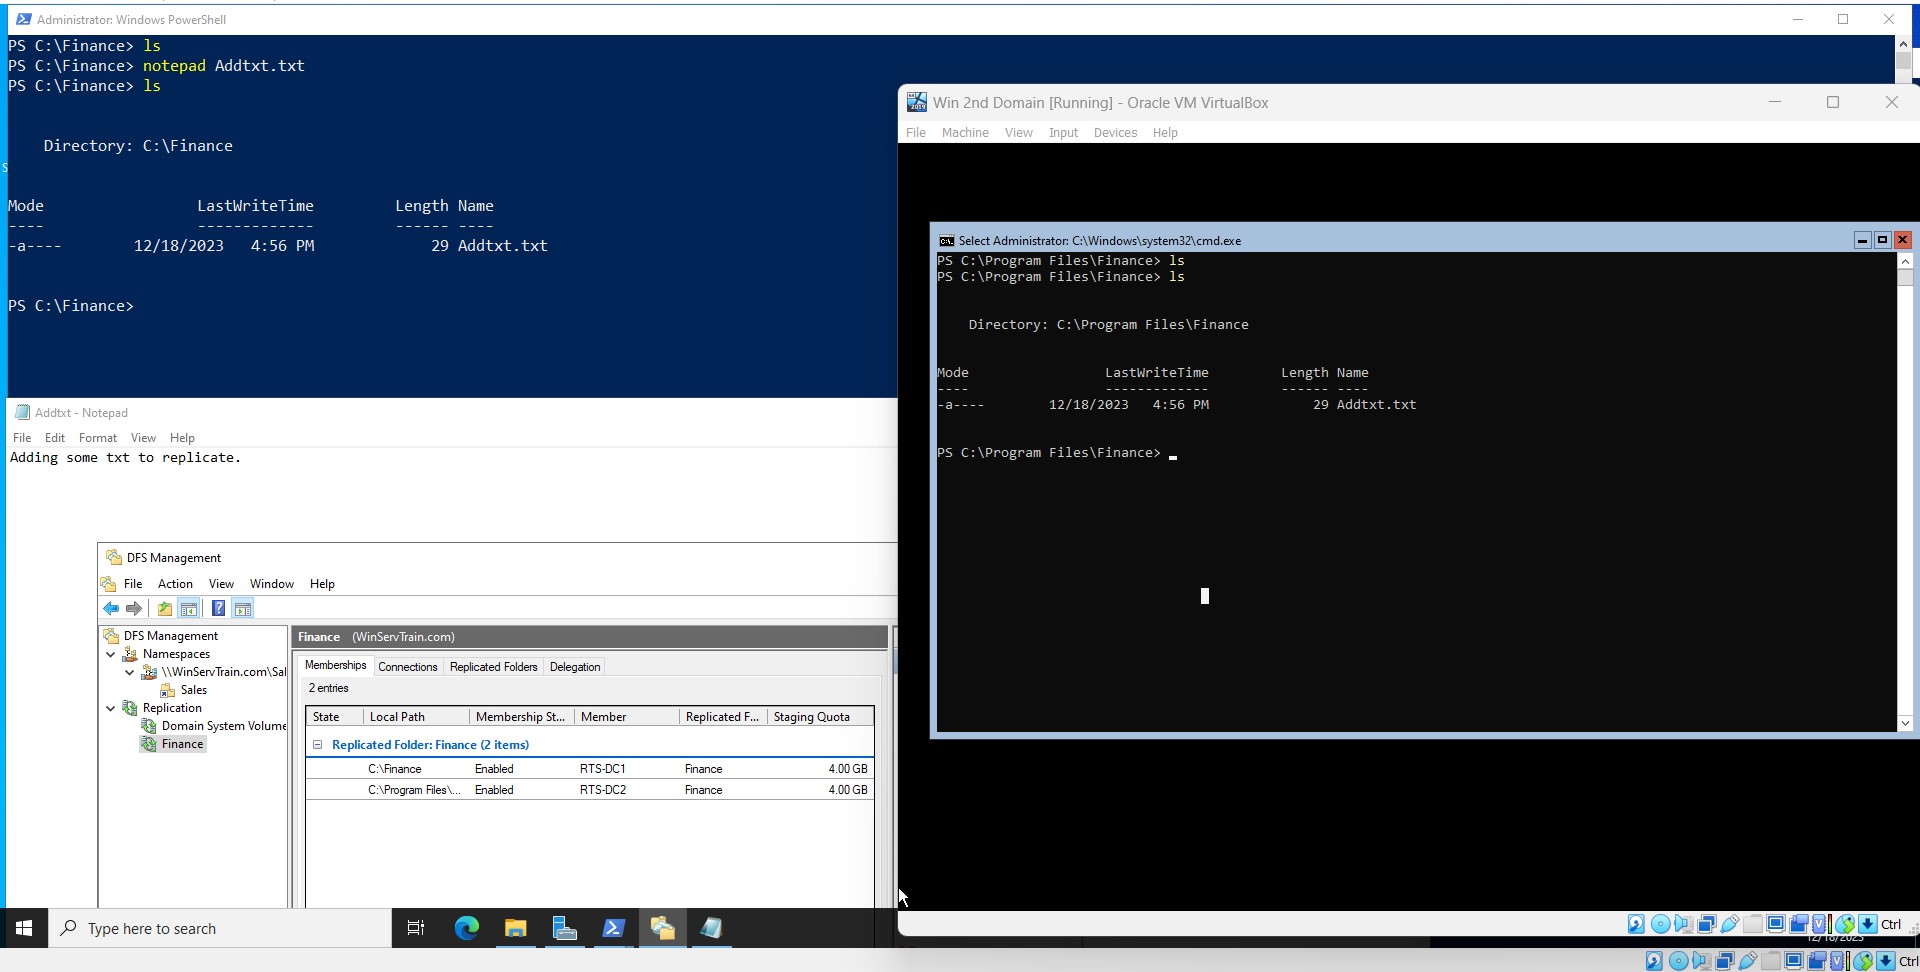 Administrator: Windows PowerShell
PS C:\Finance> ls
PS C:\Finance> notepad Addtxt.txt
PS C:\Finance> ls
Directory: C:\Finance
Mode LastWriteTime Length Name
---- ------------- ------ ----
-a---- 12/18/2023 4:56 PM 29 Addtxt.txt
PS C:\Finance>
Addtxt - Notepad
File Edit Format View Help
Adding some txt to replicate.
DFS Management
File Action View Window Help
DFS Management
Namespaces
\\WinServTrain.com\Sal
Sales
Replication
Domain System Volume
Finance
Finance (WinServTrain.com)
Memberships Connections Replicated Folders Delegation
2 entries
State Local Path Membership St... Member Replicated F... Staging Quota
Replicated Folder: Finance (2 items)
C:\Finance Enabled RTS-DC1 Finance 4.00 GB
C:\Program Files\... Enabled RTS-DC2 Finance 4.00 GB
Type here to search
Win 2nd Domain [Running] - Oracle VM VirtualBox
File Machine View Input Devices Help
Select Administrator: C:\Windows\system32\cmd.exe
PS C:\Program Files\Finance> ls
PS C:\Program Files\Finance> ls
Directory: C:\Program Files\Finance
Mode LastWriteTime Length Name
---- ------------- ------ ----
-a---- 12/18/2023 4:56 PM 29 Addtxt.txt
PS C:\Program Files\Finance>
Ctrl
12/18/2023
Ctrl